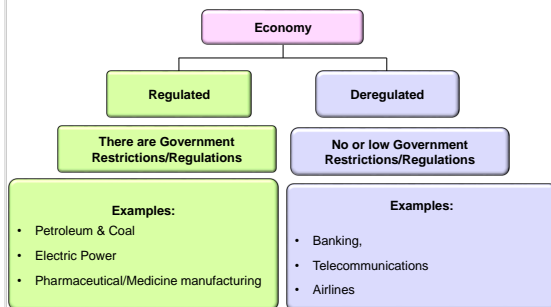 Economy
Regulated
Deregulated
There are Government
Restrictions/Regulations
No or low Government
Restrictions/Regulations
Examples:
• Petroleum & Coal
• Electric Power
• Pharmaceutical/Medicine manufacturing
Examples:
• Banking,
• Telecommunications
• Airlines